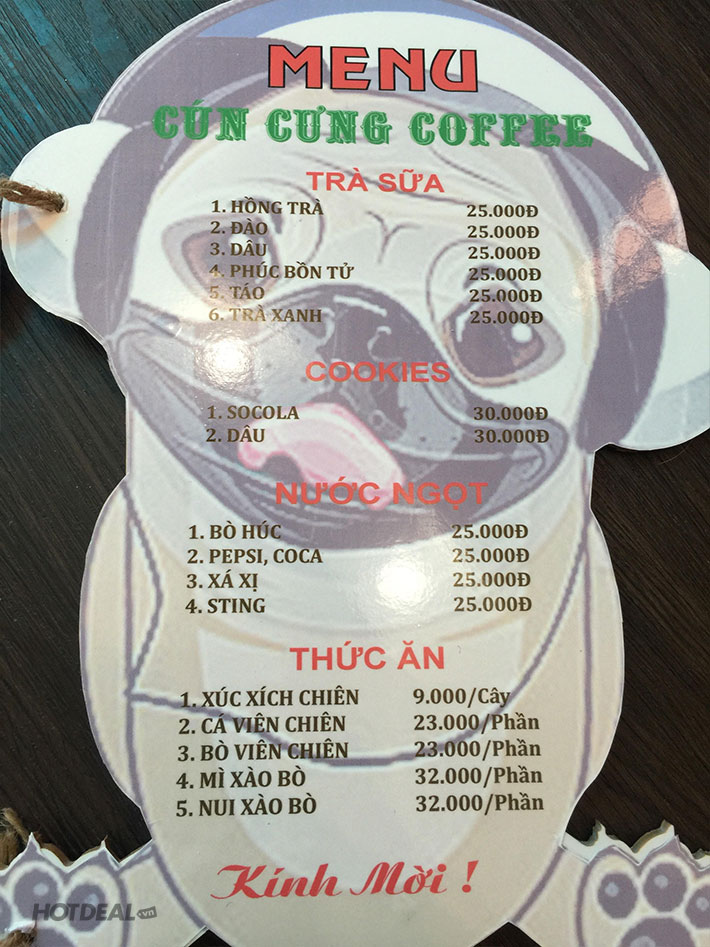 MENU
CÚN CƯNG COFFEE
TRÀ SỮA
1. HỒNG TRÀ 25.000Đ
2. ĐÀO 25.000Đ
3. DÂU 25.000Đ
4. PHÚC BỒN TỬ 25.000Đ
5. TÁO 25.000Đ
6. TRÀ XANH 25.000Đ
COOKIES
1. SOCOLA 30.000Đ
2. DÂU 30.000Đ
NƯỚC NGỌT
1. BÒ HÚC 25.000Đ
2. PEPSI, COCA 25.000Đ
3. XÁ XỊ 25.000Đ
4. STING 25.000Đ
THỨC ĂN
1. XÚC XÍCH CHIÊN 9.000/Cây
2. CÁ VIÊN CHIÊN 23.000/Phần
3. BÒ VIÊN CHIÊN 23.000/Phần
4. MÌ XÀO BÒ 32.000/Phần
5. NUI XÀO BÒ 32.000/Phần
Kính Mời !
HOTDEAL.vn